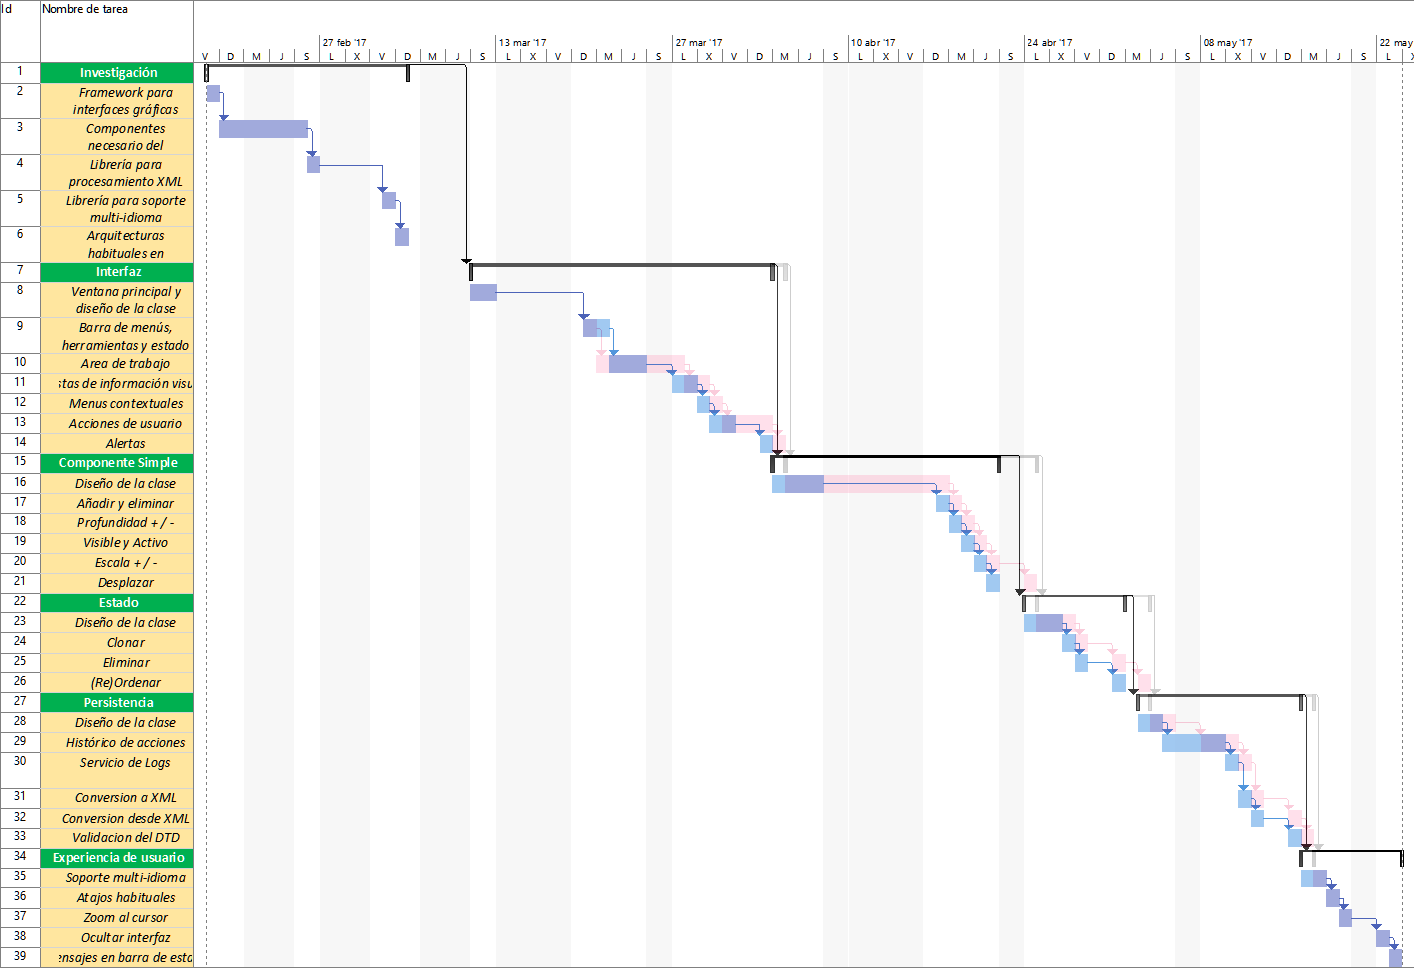 Id Nombre de tarea
27 feb '17 13 mar '17 27 mar '17 10 abr '17 24 abr '17 08 may '17 22 may
V D M J S L X V D M J S L X V D M J S L X V D M J S L X V D M J S L X V D M J S L X V D M J S L X
1 Investigación
2 Framework para
interfaces gráficas
3 Componentes
necesario del
4 Librería para
procesamiento XML
5 Librería para soporte
multi-idioma
6 Arquitecturas
habituales en
7 Interfaz
8 Ventana principal y
diseño de la clase
9 Barra de menús,
herramientas y estado
10 Area de trabajo
11 stas de información visu
12 Menus contextuales
13 Acciones de usuario
14 Alertas
15 Componente Simple
16 Diseño de la clase
17 Añadir y eliminar
18 Profundidad + / -
19 Visible y Activo
20 Escala + / -
21 Desplazar
22 Estado
23 Diseño de la clase
24 Clonar
25 Eliminar
26 (Re)Ordenar
27 Persistencia
28 Diseño de la clase
29 Histórico de acciones
30 Servicio de Logs
31 Conversion a XML
32 Conversion desde XML
33 Validacion del DTD
34 Experiencia de usuario
35 Soporte multi-idioma
36 Atajos habituales
37 Zoom al cursor
38 Ocultar interfaz
39 ensajes en barra de esta